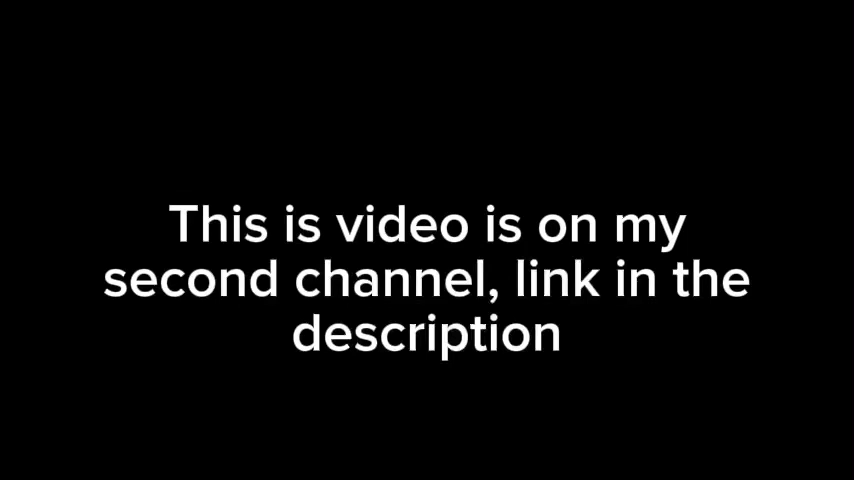 This is video is on my
second channel, link in the
description